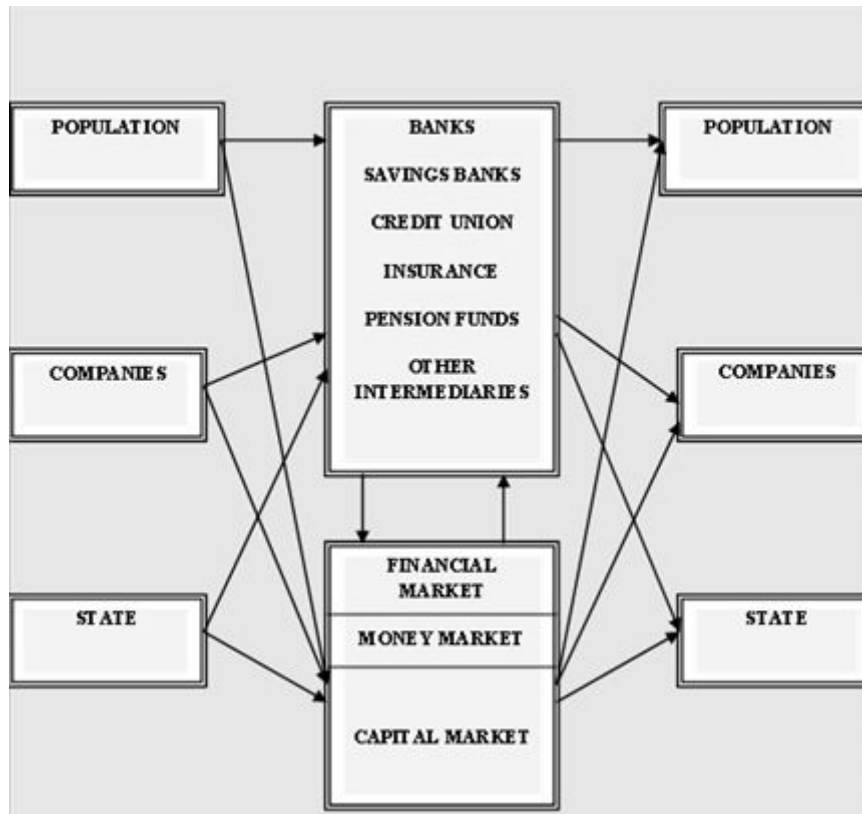 POPULATION
COMPANIES
STATE
BANKS
SAVINGS BANKS
CREDIT UNION
INSURANCE
PENSION FUNDS
OTHER
INTERMEDIARIES
FINANCIAL
MARKET
MONEY MARKET
CAPITAL MARKET
POPULATION
COMPANIES
STATE